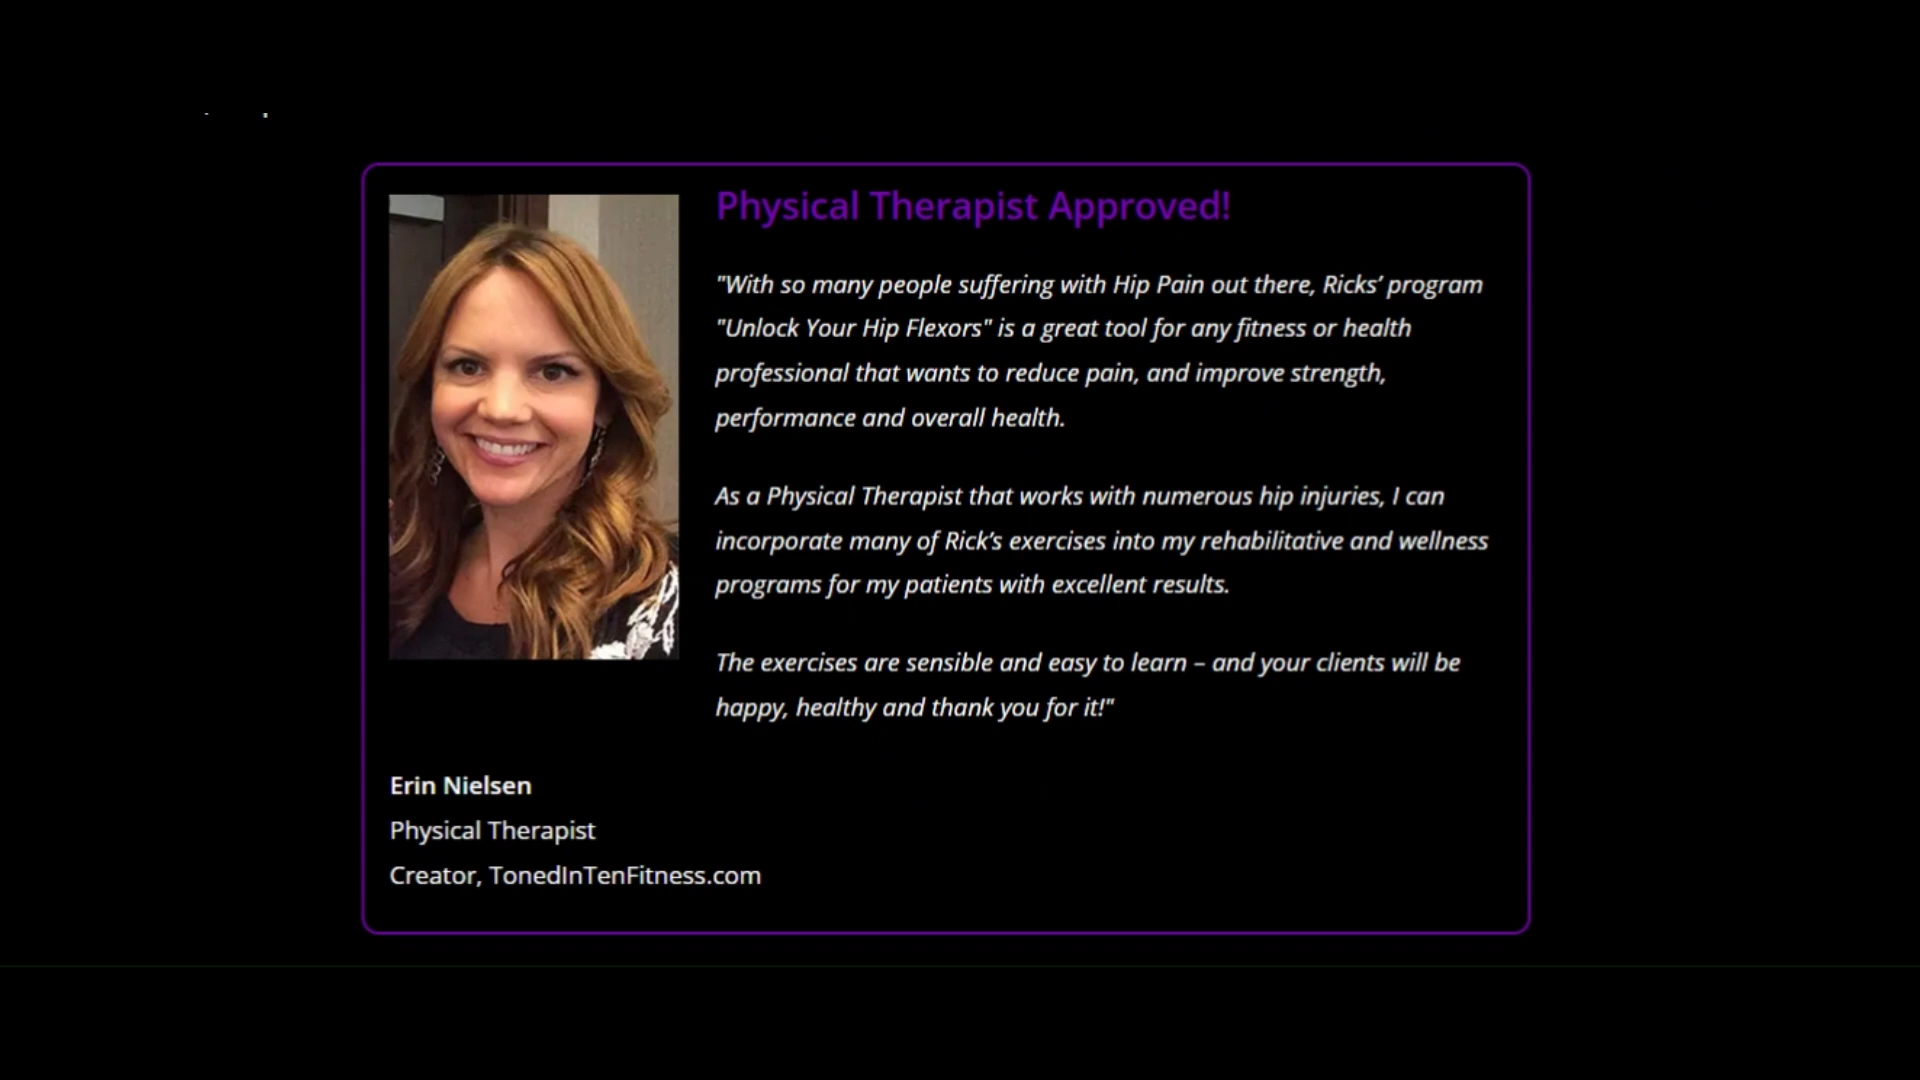 Physical Therapist Approved!
"With so many people suffering with Hip Pain out there, Ricks’ program
"Unlock Your Hip Flexors" is a great tool for any fitness or health
professional that wants to reduce pain, and improve strength,
performance and overall health.
As a Physical Therapist that works with numerous hip injuries, I can
incorporate many of Rick’s exercises into my rehabilitative and wellness
programs for my patients with excellent results.
The exercises are sensible and easy to learn – and your clients will be
happy, healthy and thank you for it!"
Erin Nielsen
Physical Therapist
Creator, TonedInTenFitness.com